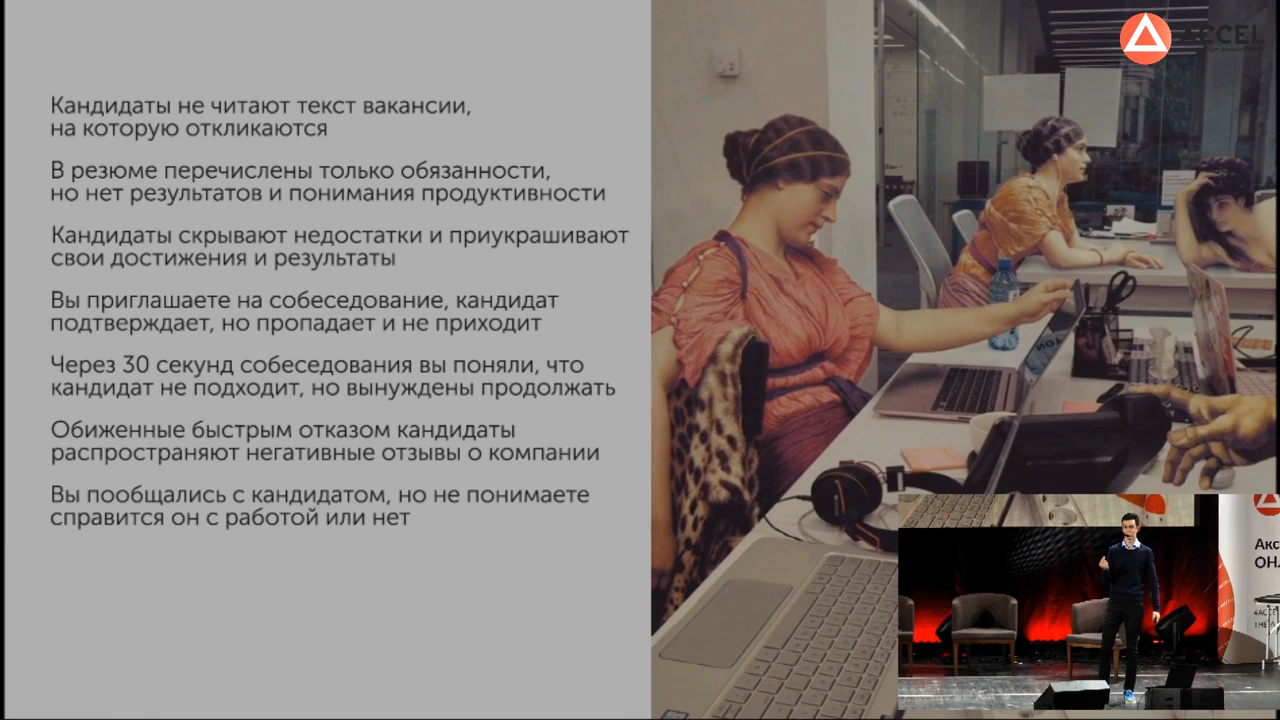 Кандидаты не читают текст вакансии,
на которую откликаются
В резюме перечислены только обязанности,
но нет результатов и понимания продуктивности
Кандидаты скрывают недостатки и приукрашивают
свои достижения и результаты
Вы приглашаете на собеседование, кандидат
подтверждает, но пропадает и не приходит
Через 30 секунд собеседования вы поняли, что
кандидат не подходит, но вынуждены продолжать
Обиженные быстрым отказом кандидаты
распространяют негативные отзывы о компании
Вы пообщались с кандидатом, но не понимаете
справится он с работой или нет
ACCEL
Акс
ОН